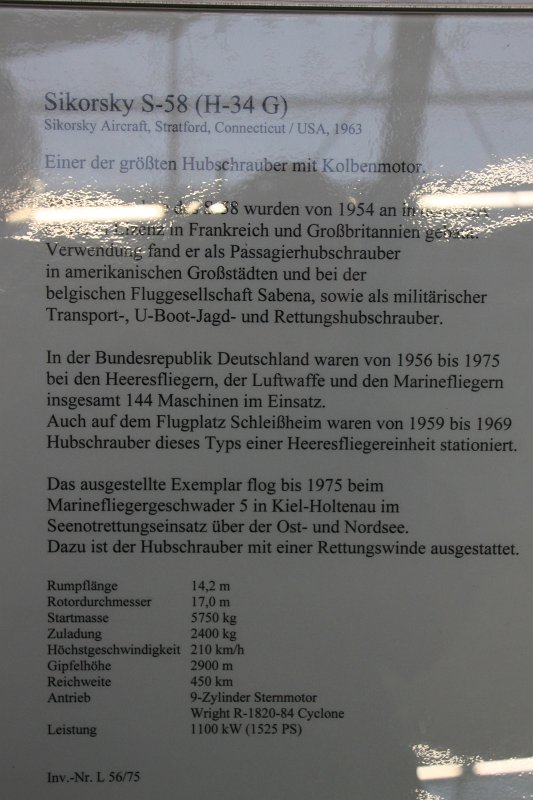 Sikorsky S-58 (H-34 G)
Sikorsky Aircraft, Stratford, Connecticut / USA, 1963
Einer der größten Hubschrauber mit Kolbenmotor.
wurden von 1954 an in
Lizenz in Frankreich und Großbritannien gebaut.
Verwendung fand er als Passagierhubschrauber
in amerikanischen Großstädten und bei der
belgischen Fluggesellschaft Sabena, sowie als militärischer
Transport-, U-Boot-Jagd- und Rettungshubschrauber.
In der Bundesrepublik Deutschland waren von 1956 bis 1975
bei den Heeresfliegern, der Luftwaffe und den Marinefliegern
insgesamt 144 Maschinen im Einsatz.
Auch auf dem Flugplatz Schleißheim waren von 1959 bis 1969
Hubschrauber dieses Typs einer Heeresfliegereinheit stationiert.
Das ausgestellte Exemplar flog bis 1975 beim
Marinefliegergeschwader 5 in Kiel-Holtenau im
Seenotrettungseinsatz über der Ost- und Nordsee.
Dazu ist der Hubschrauber mit einer Rettungswinde ausgestattet.
Rumpflänge 14,2 m
Rotordurchmesser 17,0 m
Startmasse 5750 kg
Zuladung 2400 kg
Höchstgeschwindigkeit 210 km/h
Gipfelhöhe 2900 m
Reichweite 450 km
Antrieb 9-Zylinder Sternmotor
Wright R-1820-84 Cyclone
Leistung 1100 kW (1525 PS)
Inv.-Nr. L 56/75